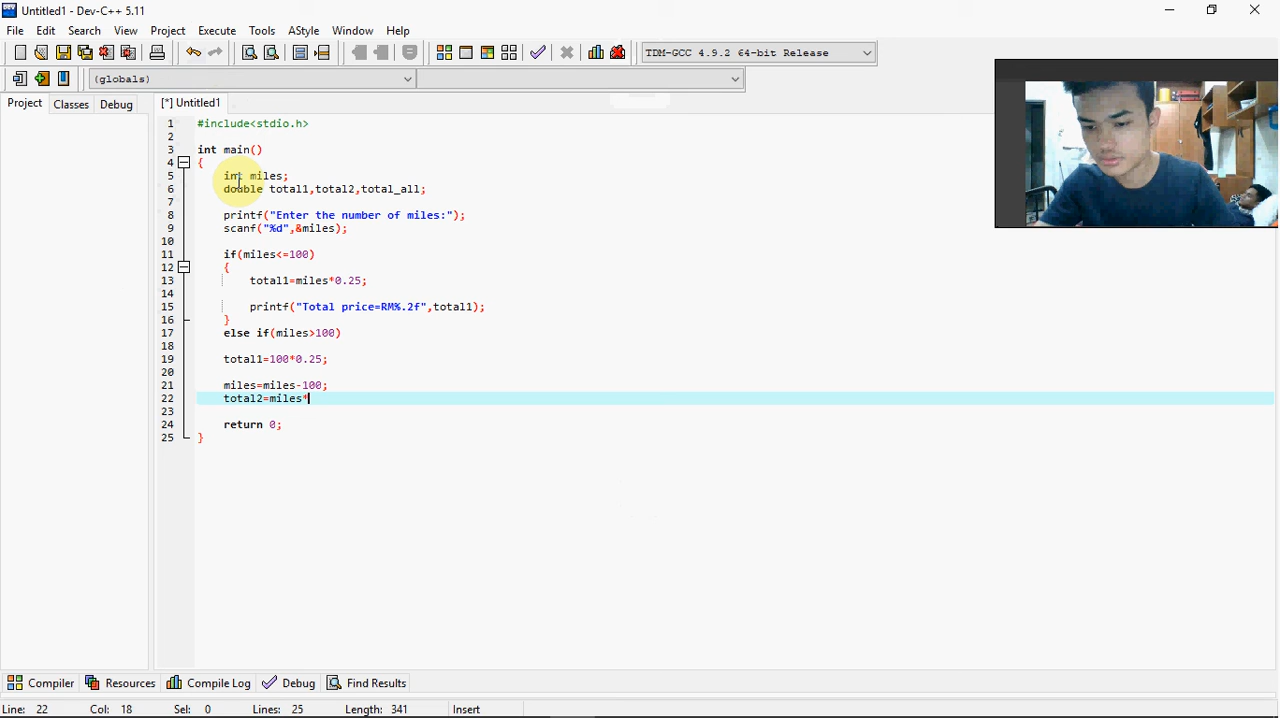 Untitled1 - Dev-C++ 5.11
File Edit Search View Project Execute Tools AStyle Window Help
TDM-GCC 4.9.2 64-bit Release
(globals)
Project Classes Debug [*] Untitled1
1 #include<stdio.h>
2
3 int main()
4 {
5 int miles;
6 double total1,total2,total_all;
7
8 printf("Enter the number of miles:");
9 scanf("%d",&miles);
10
11 if(miles<=100)
12 {
13 total1=miles*0.25;
14
15 printf("Total price=RM%.2f",total1);
16 }
17 else if(miles>100)
18
19 total1=100*0.25;
20
21 miles=miles-100;
22 total2=miles*
23
24 return 0;
25 }
Compiler Resources Compile Log Debug Find Results
Line: 22 Col: 18 Sel: 0 Lines: 25 Length: 341 Insert